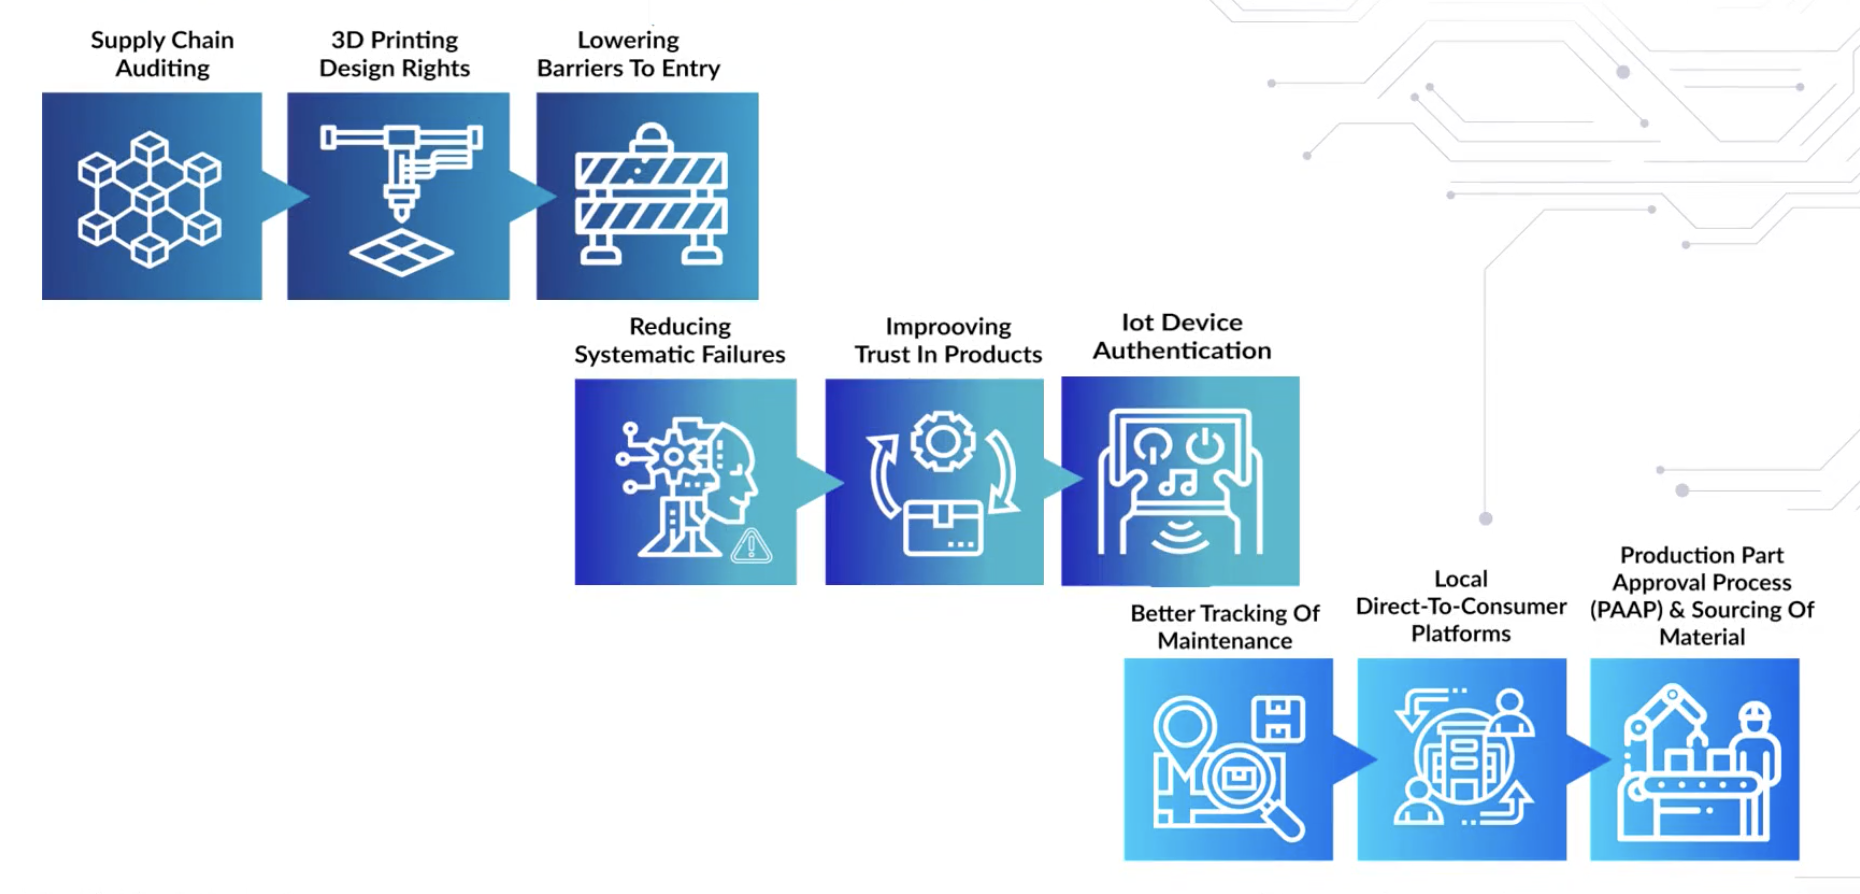 Supply Chain
Auditing
3D Printing
Design Rights
Lowering
Barriers To Entry
Reducing
Systematic Failures
Improoving
Trust In Products
Iot Device
Authentication
Better Tracking Of
Maintenance
Local
Direct-To-Consumer
Platforms
Production Part
Approval Process
(PAAP) & Sourcing Of
Material